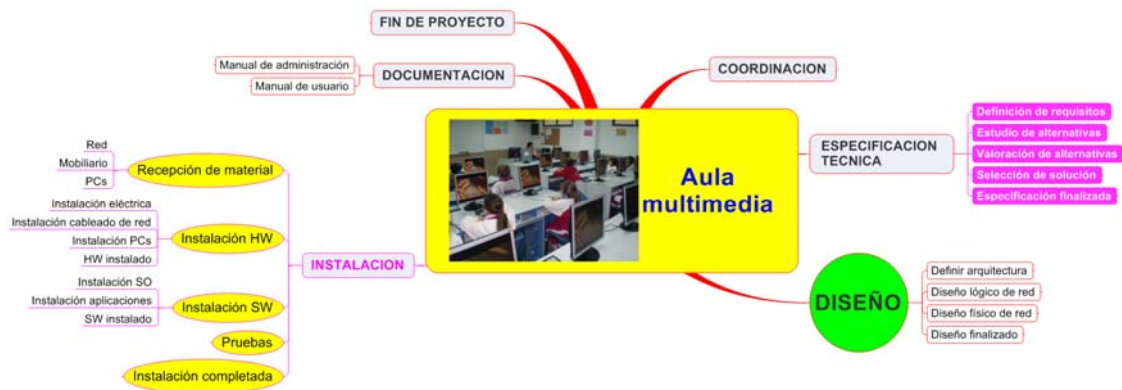 FIN DE PROYECTO
DOCUMENTACION
Manual de administración
Manual de usuario
COORDINACION
Aula
multimedia
ESPECIFICACION
TECNICA
Definición de requisitos
Estudio de alternativas
Valoración de alternativas
Selección de solución
Especificación finalizada
DISEÑO
Definir arquitectura
Diseño lógico de red
Diseño físico de red
Diseño finalizado
INSTALACION
Recepción de material
Red
Mobiliario
PCs
Instalación HW
Instalación eléctrica
Instalación cableado de red
Instalación PCs
HW instalado
Instalación SW
Instalación SO
Instalación aplicaciones
SW instalado
Pruebas
Instalación completada